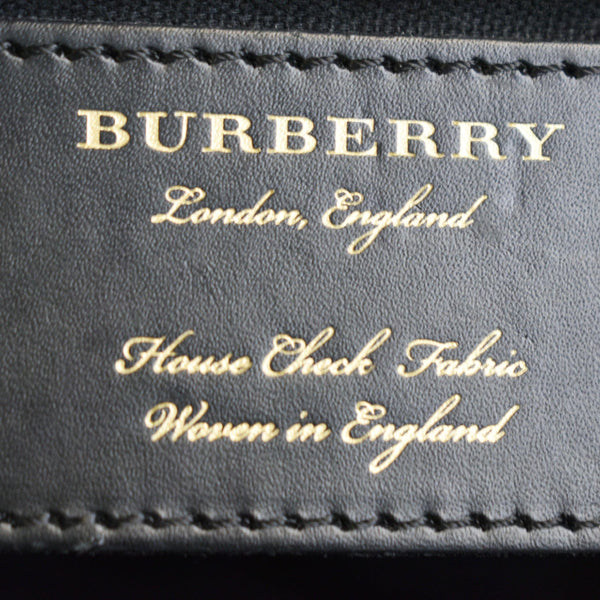 BURBERRY
London, England
House Check Fabric
Woven in England